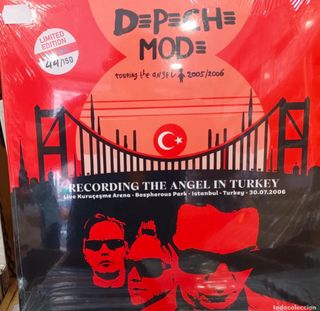 DEPECHE
MODE
touring the angel 2005/2006
LIMITED
EDITION
44/150
RECORDING THE ANGEL IN TURKEY
Live Kuruçeşme Arena · Bospherous Park · Istanbul · Turkey · 30.07.2006
todocoleccion